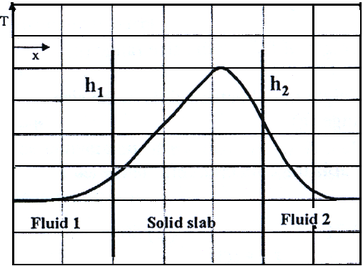 T
x
h₁
h₂
Fluid 1
Solid slab
Fluid 2